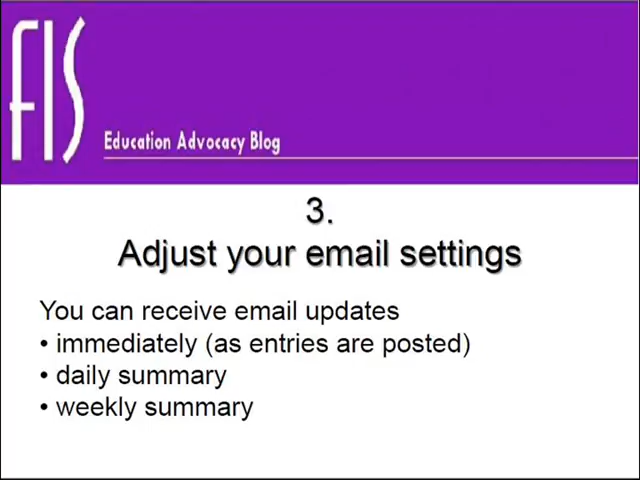 FIS
Education Advocacy Blog
3.
Adjust your email settings
You can receive email updates
• immediately (as entries are posted)
• daily summary
• weekly summary